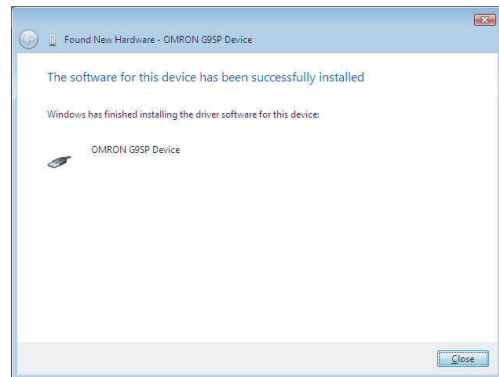 Found New Hardware - OMRON G9SP Device
The software for this device has been successfully installed
Windows has finished installing the driver software for this device:
OMRON G9SP Device
Close